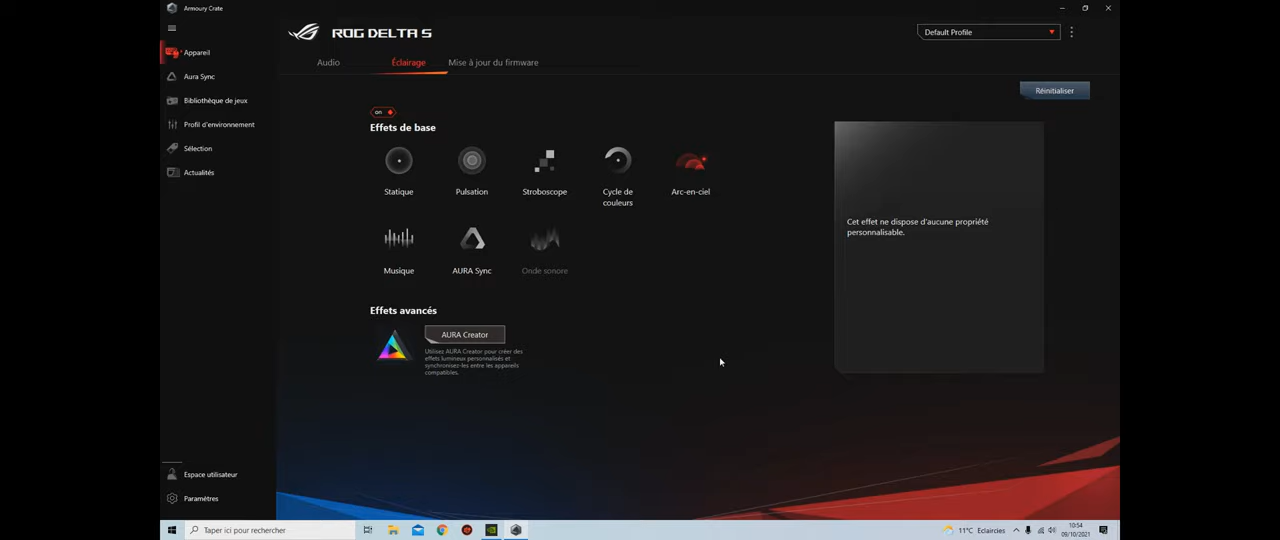 Armoury Crate
ROG DELTA S
Default Profile
Appareil
Aura Sync
Bibliothèque de jeux
Profil d'environnement
Sélection
Actualités
Audio
Éclairage
Mise à jour du firmware
Réinitialiser
on
Effets de base
Statique
Pulsation
Stroboscope
Cycle de
couleurs
Arc-en-ciel
Musique
AURA Sync
Onde sonore
Cet effet ne dispose d'aucune propriété
personnalisable.
Effets avancés
AURA Creator
Utilisez AURA Creator pour créer des
effets lumineux personnalisés et
synchronisez-les entre les appareils
compatibles.
Espace utilisateur
Paramètres
Taper ici pour rechercher
11°C Eclaircies
10:54
09/10/2021